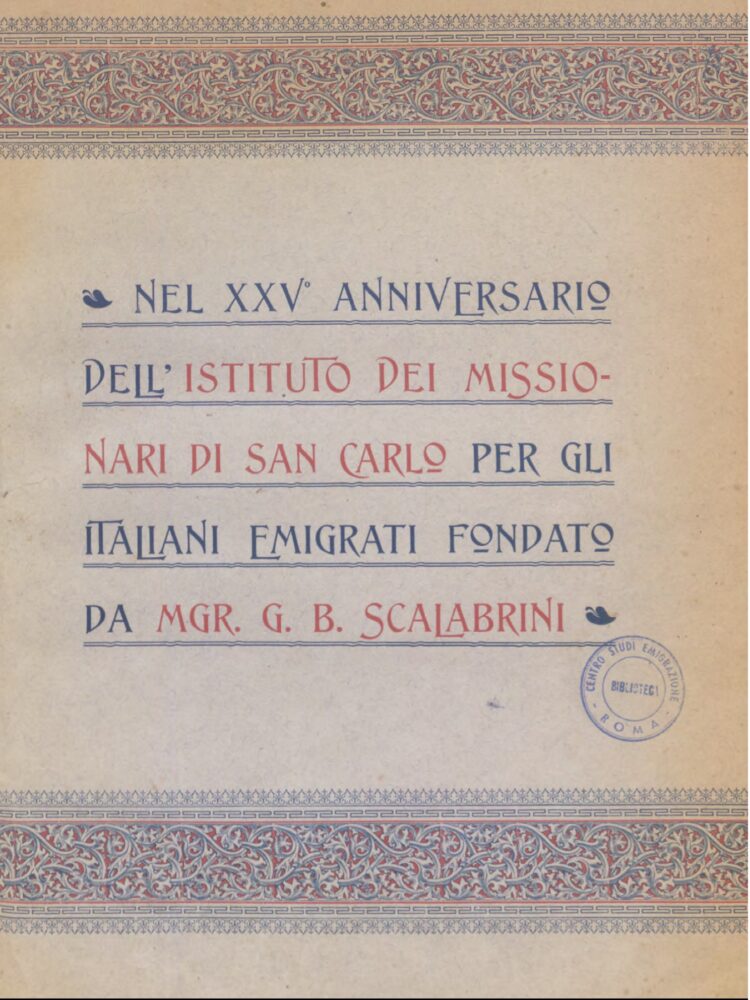 NEL XXV° ANNIVERSARIO
DELL' ISTITUTO DEI MISSIO-
NARI DI SAN CARLO PER GLI
ITALIANI EMIGRATI FONDATO
DA MGR. G. B. SCALABRINI
CENTRO STUDI EMIGRAZIONE
- ROMA -